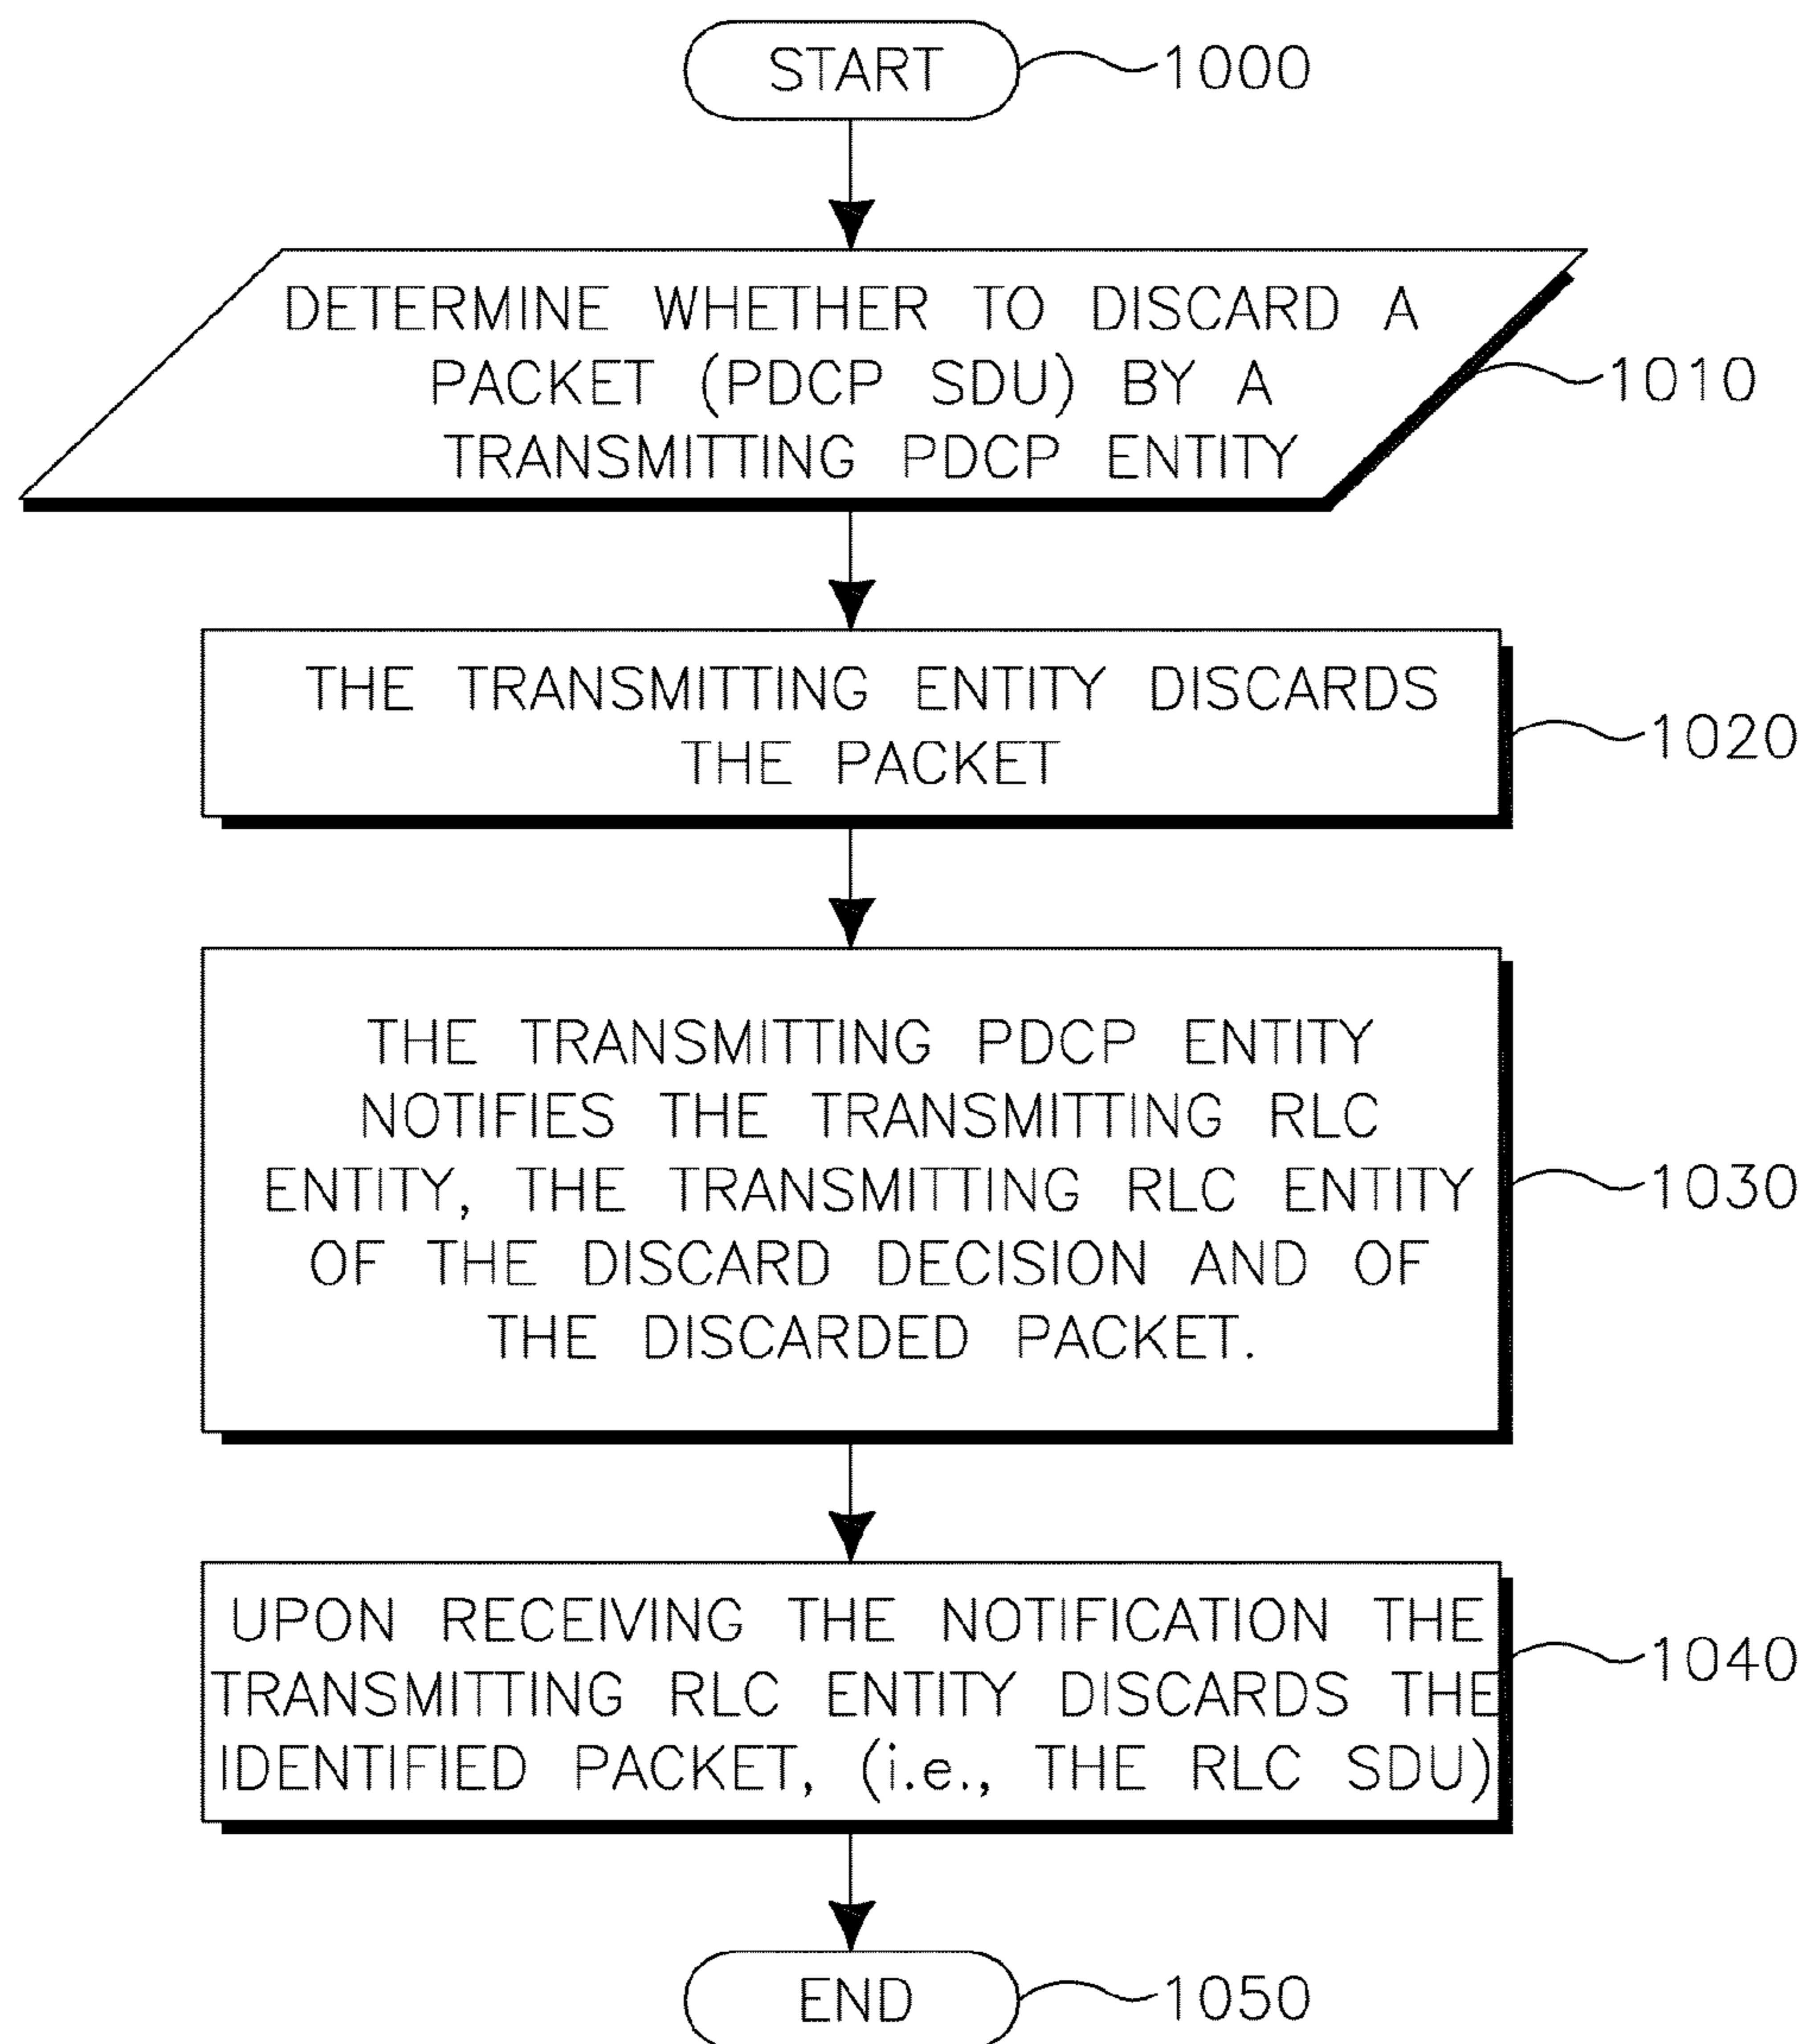 START
1000
DETERMINE WHETHER TO DISCARD A
PACKET (PDCP SDU) BY A
TRANSMITTING PDCP ENTITY
1010
THE TRANSMITTING ENTITY DISCARDS
THE PACKET
1020
THE TRANSMITTING PDCP ENTITY
NOTIFIES THE TRANSMITTING RLC
ENTITY, THE TRANSMITTING RLC ENTITY
OF THE DISCARD DECISION AND OF
THE DISCARDED PACKET.
1030
UPON RECEIVING THE NOTIFICATION THE
TRANSMITTING RLC ENTITY DISCARDS THE
IDENTIFIED PACKET, (i.e., THE RLC SDU)
1040
END
1050